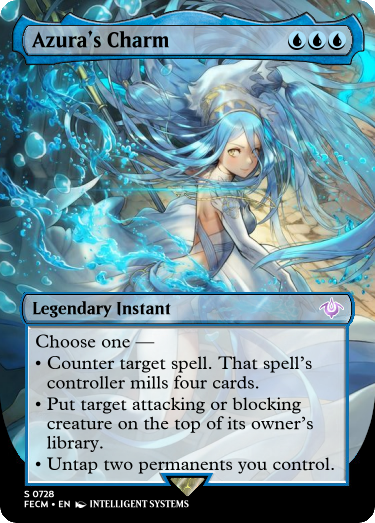 Azura's Charm
Legendary Instant
Choose one —
• Counter target spell. That spell's
controller mills four cards.
• Put target attacking or blocking
creature on the top of its owner's
library.
• Untap two permanents you control.
S 0728
FECM • EN INTELLIGENT SYSTEMS